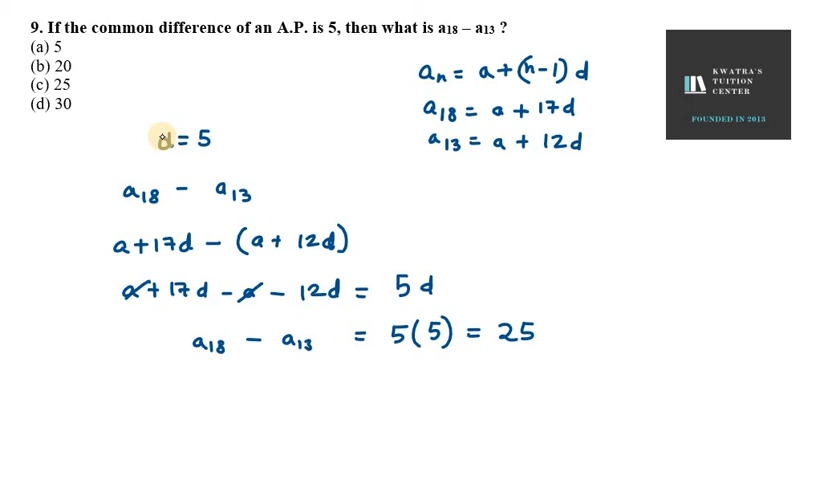 9. If the common difference of an A.P. is 5, then what is a₁₈ – a₁₃ ?
(a) 5
(b) 20
(c) 25
(d) 30
KWATRA'S
TUITION
CENTER
FOUNDED IN 2013
aₙ = a + (n-1) d
a₁₈ = a + 17d
a₁₃ = a + 12d
d = 5
a₁₈ - a₁₃
a+17d - (a + 12d)
a + 17d - a - 12d = 5d
a₁₈ - a₁₃ = 5(5) = 25